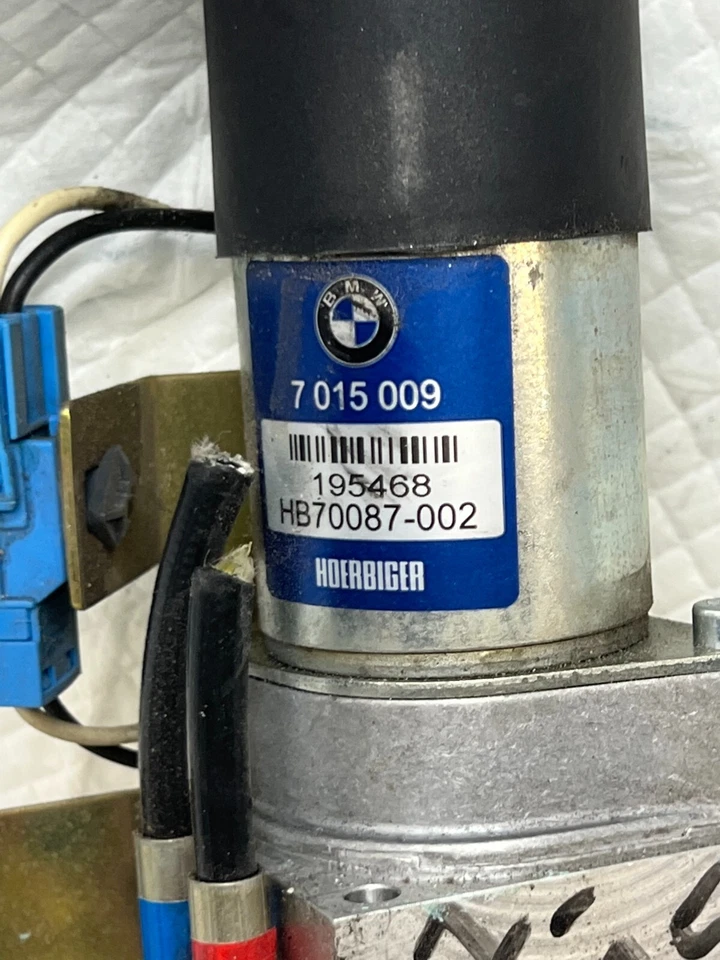 BMW
7 015 009
195468
HB70087-002
HOERBIGER